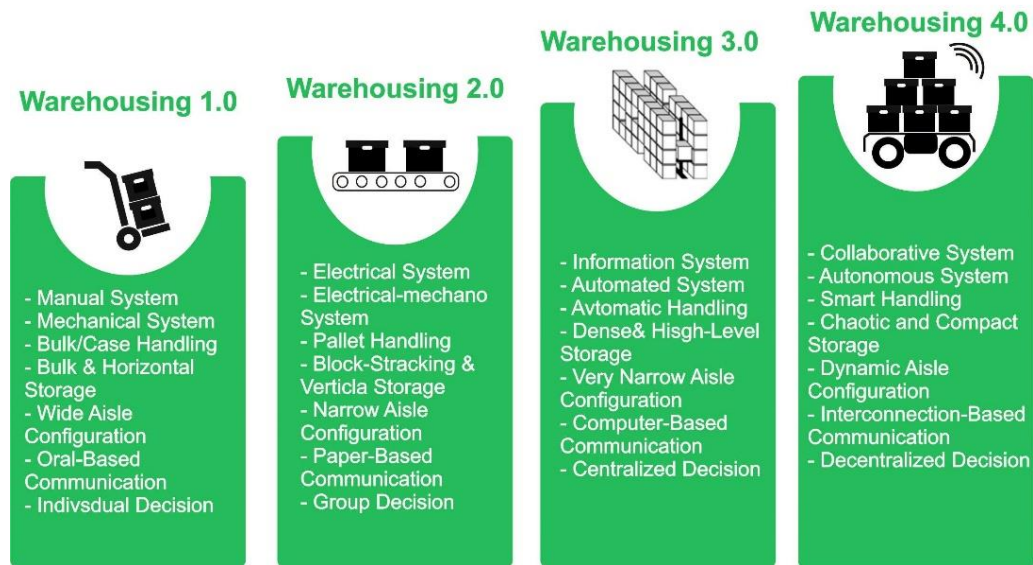 Warehousing 1.0
- Manual System
- Mechanical System
- Bulk/Case Handling
- Bulk & Horizontal
Storage
- Wide Aisle
Configuration
- Oral-Based
Communication
- Indivsdual Decision
Warehousing 2.0
- Electrical System
- Electrical-mechano
System
- Pallet Handling
- Block-Stracking &
Verticla Storage
- Narrow Aisle
Configuration
- Paper-Based
Communication
- Group Decision
Warehousing 3.0
- Information System
- Automated System
- Avtomatic Handling
- Dense& Hisgh-Level
Storage
- Very Narrow Aisle
Configuration
- Computer-Based
Communication
- Centralized Decision
Warehousing 4.0
- Collaborative System
- Autonomous System
- Smart Handling
- Chaotic and Compact
Storage
- Dynamic Aisle
Configuration
- Interconnection-Based
Communication
- Decentralized Decision